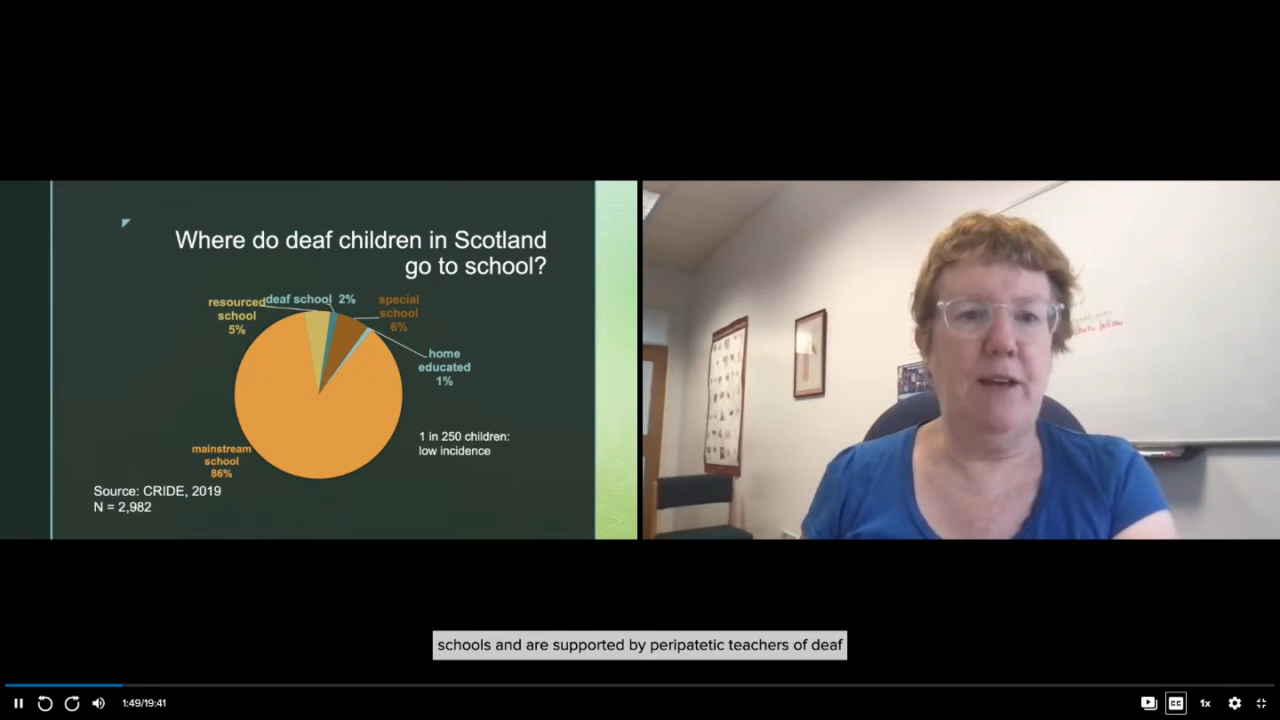 Where do deaf children in Scotland
go to school?
resourced
school
5%
deaf school 2%
special
school
6%
home
educated
1%
1 in 250 children:
low incidence
mainstream
school
86%
Source: CRIDE, 2019
N = 2,982
fellow
schools and are supported by peripatetic teachers of deaf
1:49/19:41
CC
1x